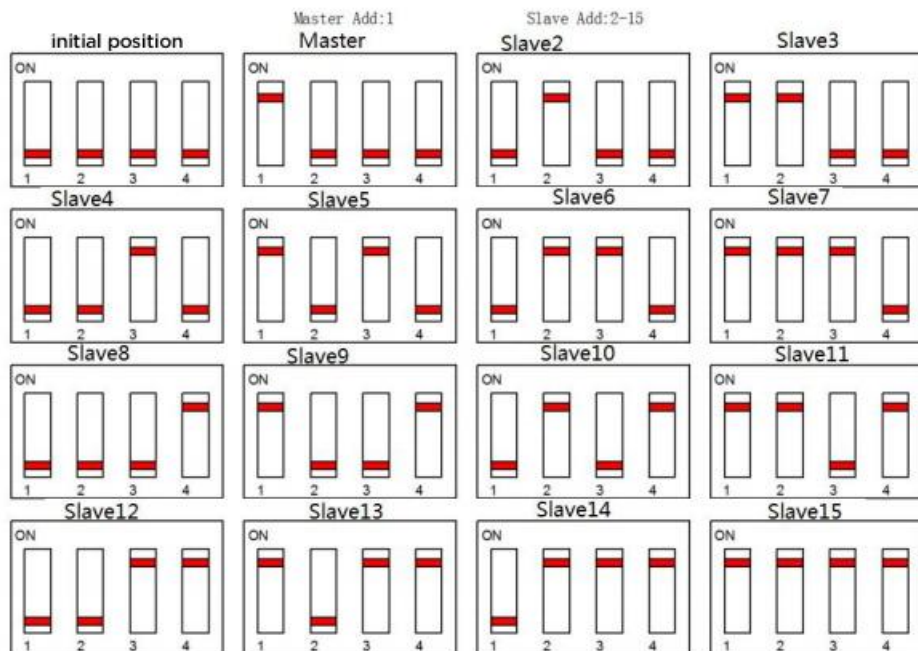 Master Add:1 Slave Add:2-15
initial position Master Slave2 Slave3
ON ON ON ON
1 2 3 4 1 2 3 4 1 2 3 4 1 2 3 4
Slave4 Slave5 Slave6 Slave7
ON ON ON ON
1 2 3 4 1 2 3 4 1 2 3 4 1 2 3 4
Slave8 Slave9 Slave10 Slave11
ON ON ON ON
1 2 3 4 1 2 3 4 1 2 3 4 1 2 3 4
Slave12 Slave13 Slave14 Slave15
ON ON ON ON
1 2 3 4 1 2 3 4 1 2 3 4 1 2 3 4